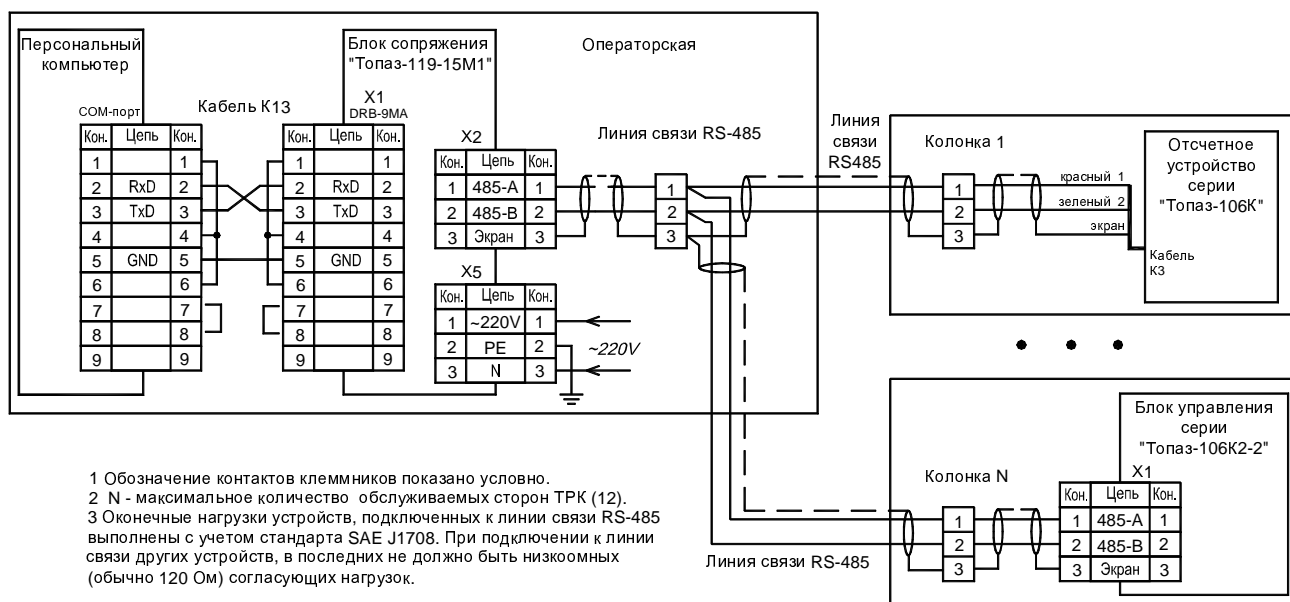 Персональный
компьютер
COM-порт
Кон. Цепь Кон.
1 1
2 RxD 2
3 TxD 3
4 4
5 GND 5
6 6
7 7
8 8
9 9
Кабель К13
Блок сопряжения
"Топаз-119-15М1"
X1
DRB-9MA
Кон. Цепь Кон.
1 1
2 RxD 2
3 TxD 3
4 4
5 GND 5
6 6
7 7
8 8
9 9
Операторская
X2
Кон. Цепь Кон.
1 485-A 1
2 485-B 2
3 Экран 3
X5
Кон. Цепь Кон.
1 ~220V 1
2 PE 2
3 N 3
~220V
Линия связи RS-485
1
2
3
Линия
связи
RS485
Колонка 1
1
2
3
красный 1
зеленый 2
экран
Отсчетное
устройство
серии
"Топаз-106К"
Кабель
К3
Колонка N
1
2
3
Блок управления
серии
"Топаз-106К2-2"
X1
Кон. Цепь Кон.
1 485-A 1
2 485-B 2
3 Экран 3
Линия связи RS-485
1 Обозначение контактов клеммников показано условно.
2 N - максимальное количество обслуживаемых сторон ТРК (12).
3 Оконечные нагрузки устройств, подключенных к линии связи RS-485
выполнены с учетом стандарта SAE J1708. При подключении к линии
связи других устройств, в последних не должно быть низкоомных
(обычно 120 Ом) согласующих нагрузок.